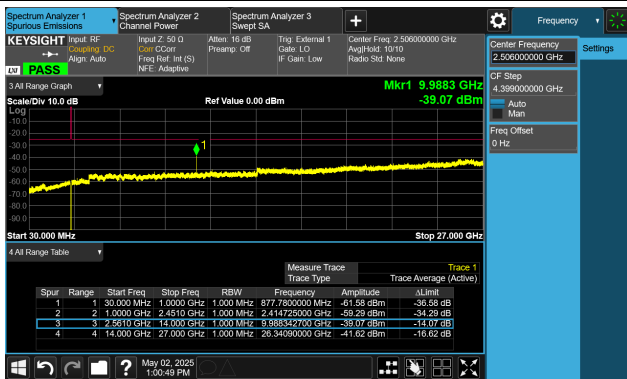 Spectrum Analyzer 1
Spurious Emissions
Spectrum Analyzer 2
Channel Power
Spectrum Analyzer 3
Swept SA
Frequency
KEYSIGHT
Input: RF
Coupling: DC
Align: Auto
Input Z: 50 Ω
Corr CCorr
Freq Ref: Int (S)
NFE: Adaptive
Atten: 16 dB
Preamp: Off
Trig: External 1
Gate: LO
IF Gain: Low
Center Freq: 2.506000000 GHz
Avg|Hold: 10/10
Radio Std: None
LXI PASS
Center Frequency
2.506000000 GHz
Settings
CF Step
4.399000000 GHz
Auto
Man
Freq Offset
0 Hz
3 All Range Graph
Mkr1 9.9883 GHz
Scale/Div 10.0 dB
Ref Value 0.00 dBm
-39.07 dBm
Log
-10.0
-20.0
-30.0
-40.0
-50.0
-60.0
-70.0
-80.0
-90.0
1
Start 30.000 MHz
Stop 27.000 GHz
4 All Range Table
Measure Trace Trace 1
Trace Type Trace Average (Active)
Spur Range Start Freq Stop Freq RBW Frequency Amplitude ΔLimit
1 1 30.000 MHz 1.0000 GHz 1.000 MHz 877.7800000 MHz -61.58 dBm -36.58 dB
2 2 1.0000 GHz 2.4510 GHz 1.000 MHz 2.414725000 GHz -59.29 dBm -34.29 dB
3 3 2.5610 GHz 14.000 GHz 1.000 MHz 9.988342700 GHz -39.07 dBm -14.07 dB
4 4 14.000 GHz 27.000 GHz 1.000 MHz 26.34090000 GHz -41.62 dBm -16.62 dB
May 02, 2025
1:00:49 PM